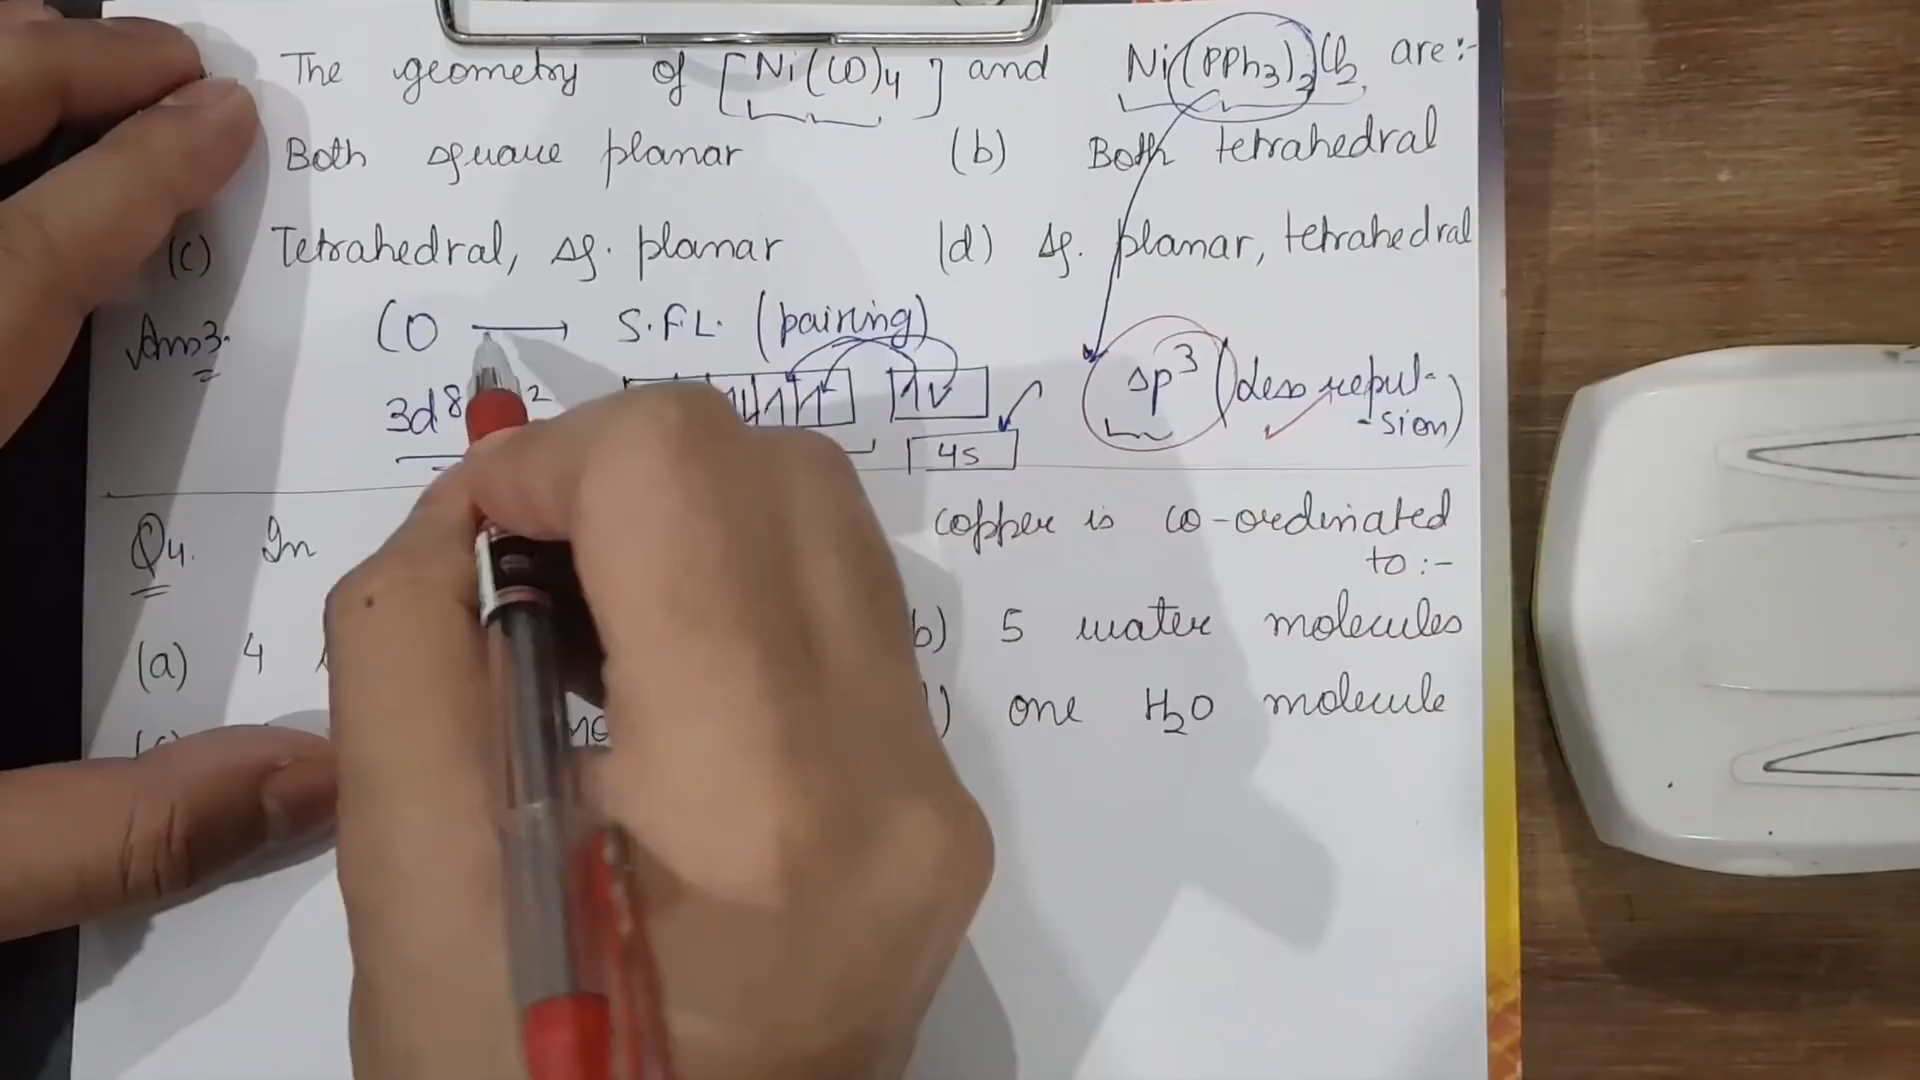 The geometry of [Ni(CO)4] and Ni(PPh3)2Cl2 are:-
Both square planar (b) Both tetrahedral
(c) Tetrahedral, sq. planar (d) sq. planar, tetrahedral
Ans3. CO → S.F.L. (pairing)
3d8 2 sp3 (less repul-
-sion)
4s
Q4. In copper is co-ordinated
to :-
(a) 4 b) 5 water molecules
(c) ) one H2O molecule